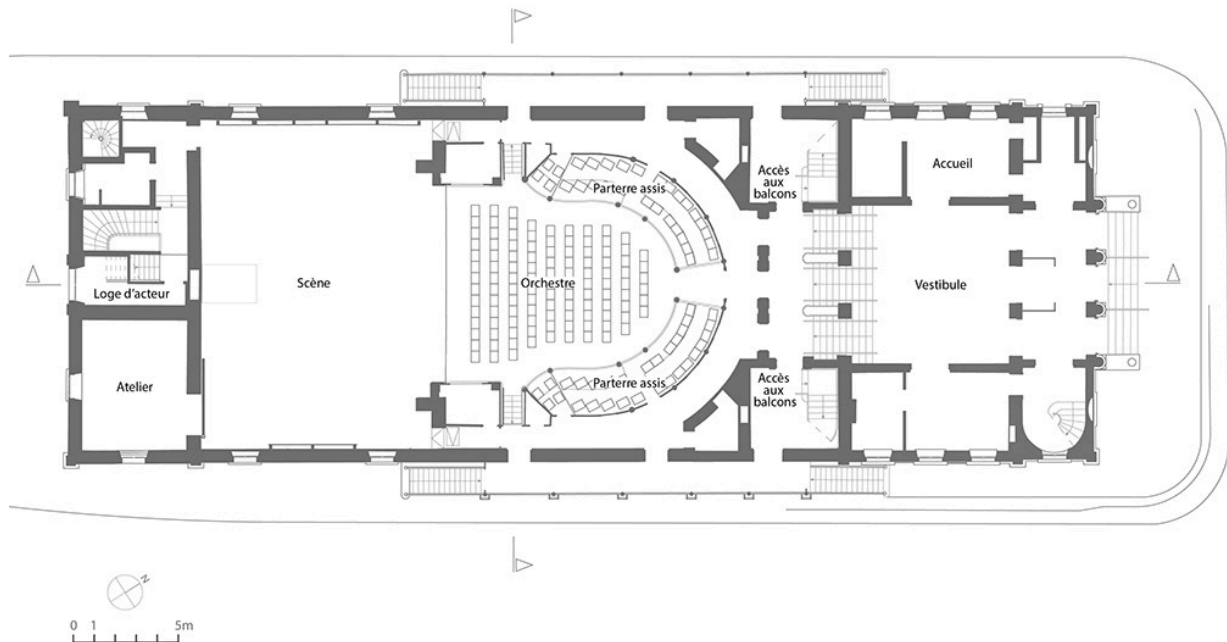 Accès
aux
balcons
Accueil
Parterre assis
Loge d'acteur
Scène
Orchestre
Vestibule
Atelier
Parterre assis
Accès
aux
balcons
N
0 1 5m